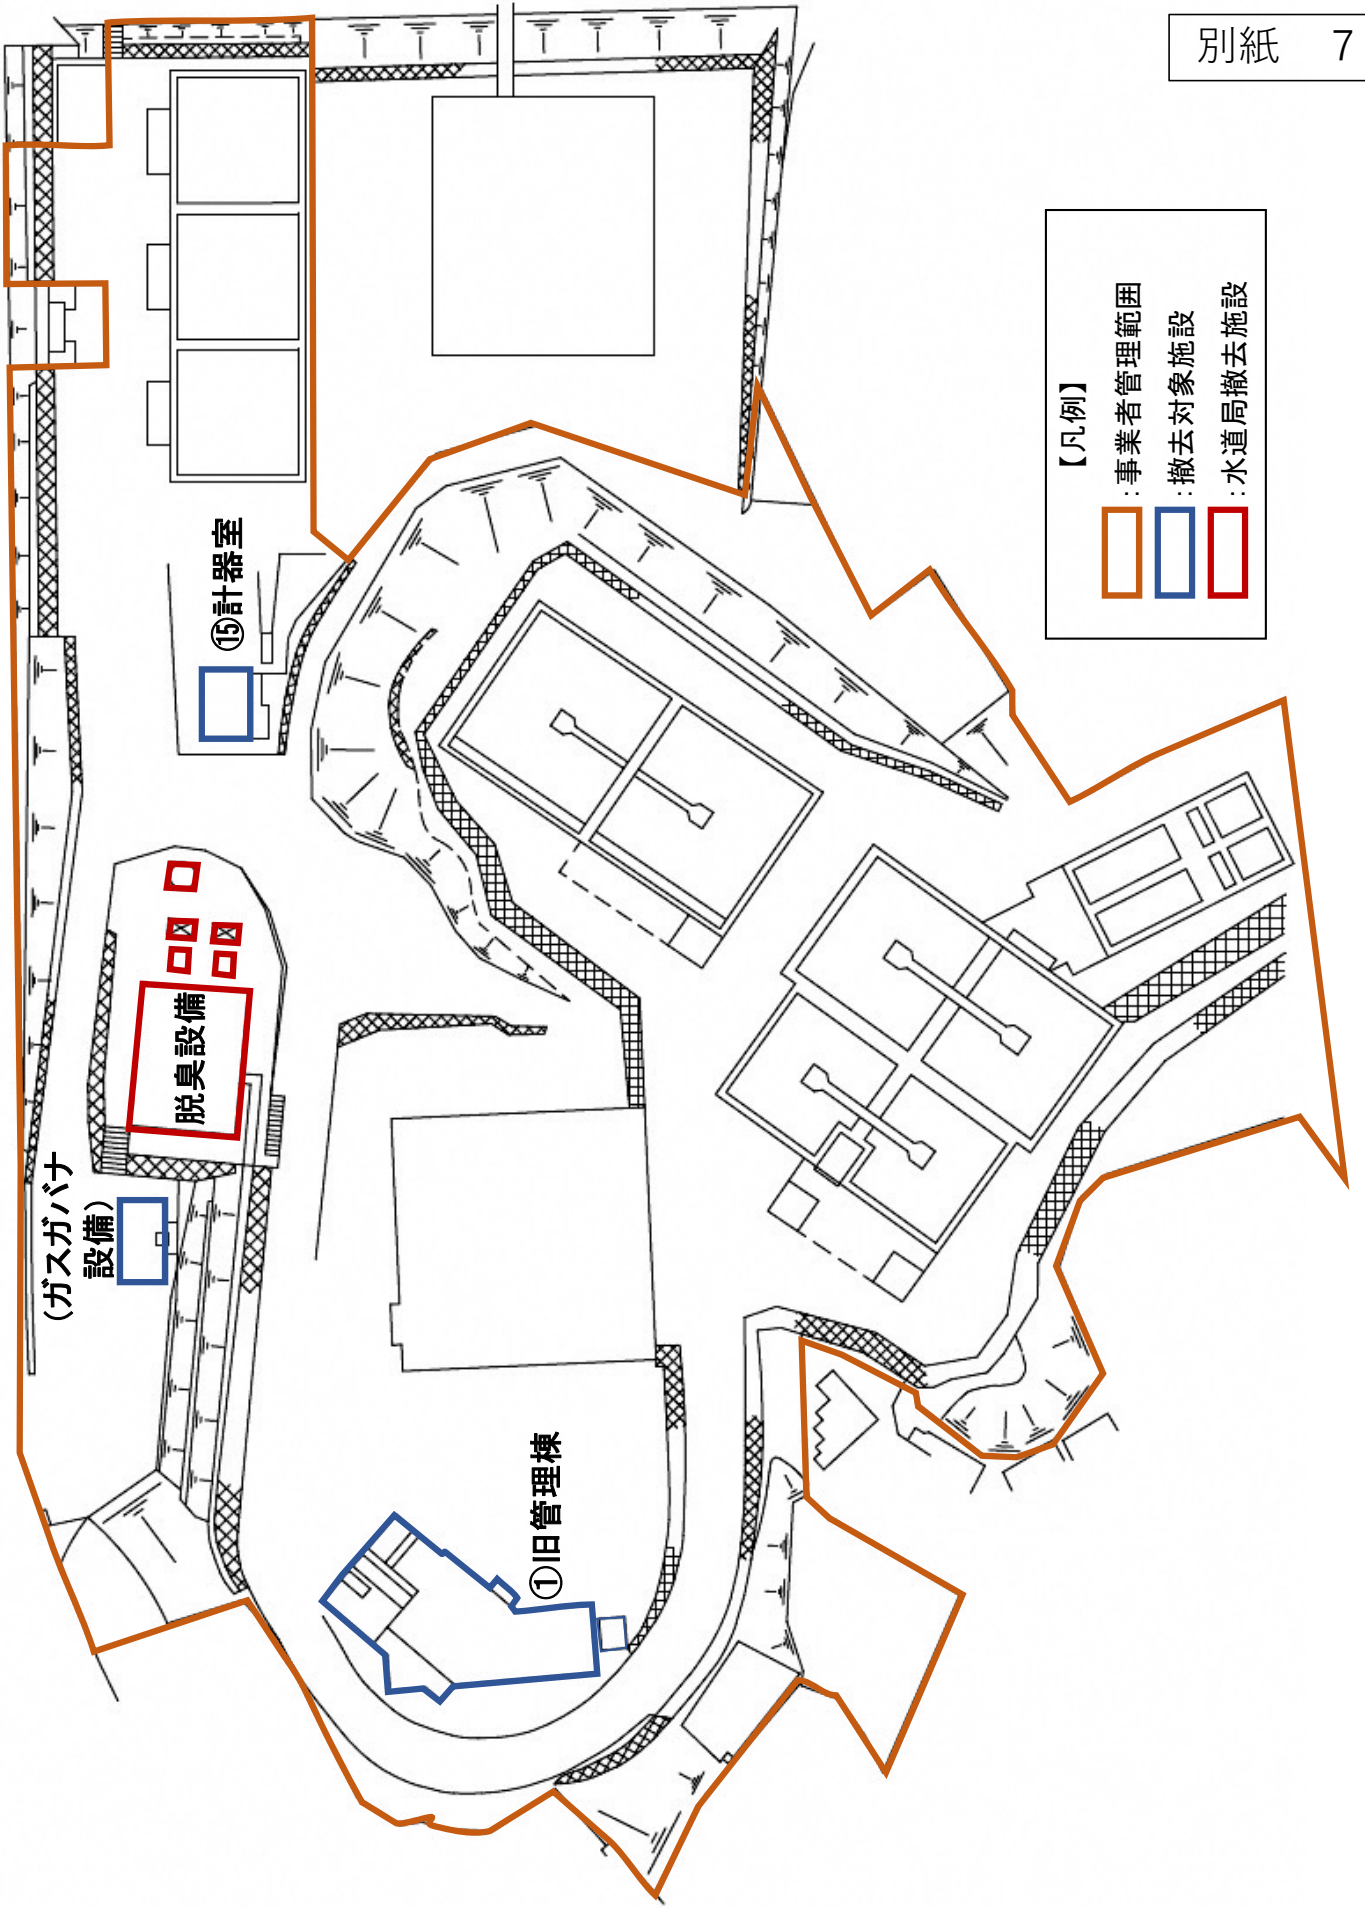 別紙　7
【凡例】
：事業者管理範囲
：撤去対象施設
：水道局撤去施設
⑮計器室
脱臭設備
(ガスガバナ
設備)
①旧管理棟